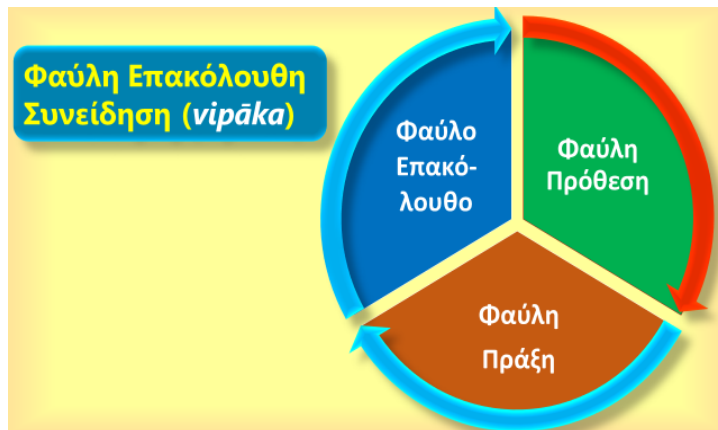 Φαύλη Επακόλουθη
Συνείδηση (vipāka)
Φαύλο
Επακό-
λουθο
Φαύλη
Πρόθεση
Φαύλη
Πράξη